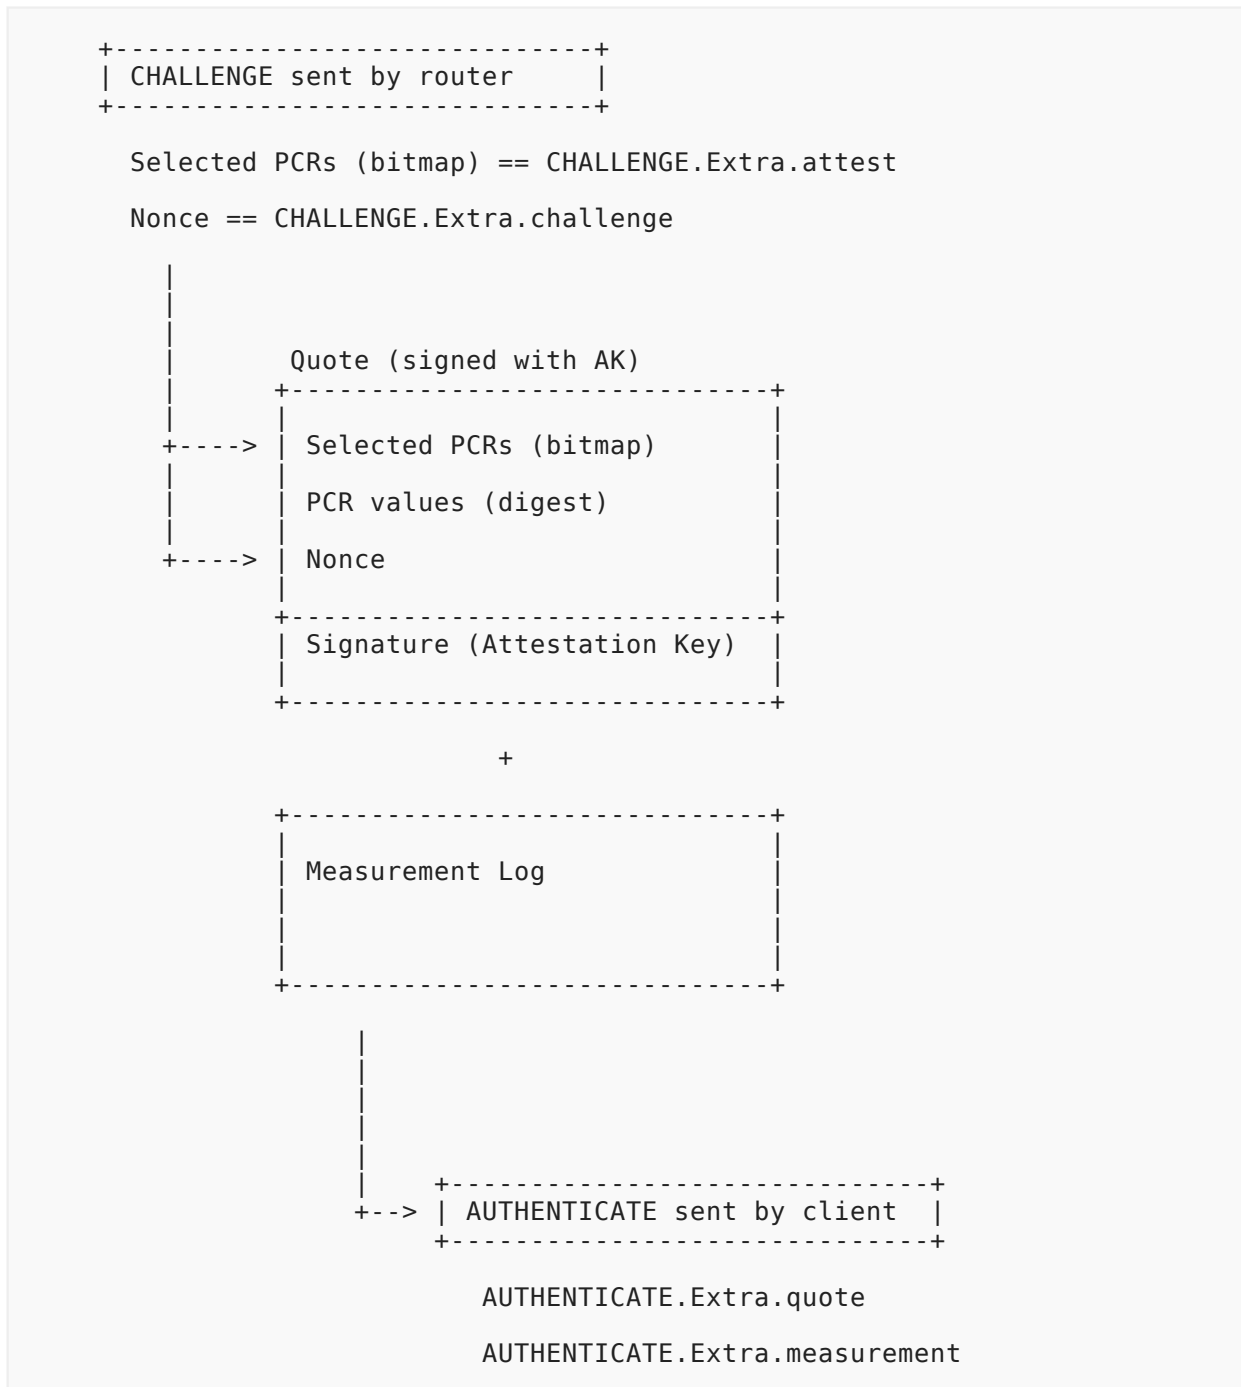 CHALLENGE sent by router
Selected PCRs (bitmap) == CHALLENGE.Extra.attest
Nonce == CHALLENGE.Extra.challenge
Quote (signed with AK)
Selected PCRs (bitmap)
PCR values (digest)
Nonce
Signature (Attestation Key)
+
Measurement Log
AUTHENTICATE sent by client
AUTHENTICATE.Extra.quote
AUTHENTICATE.Extra.measurement